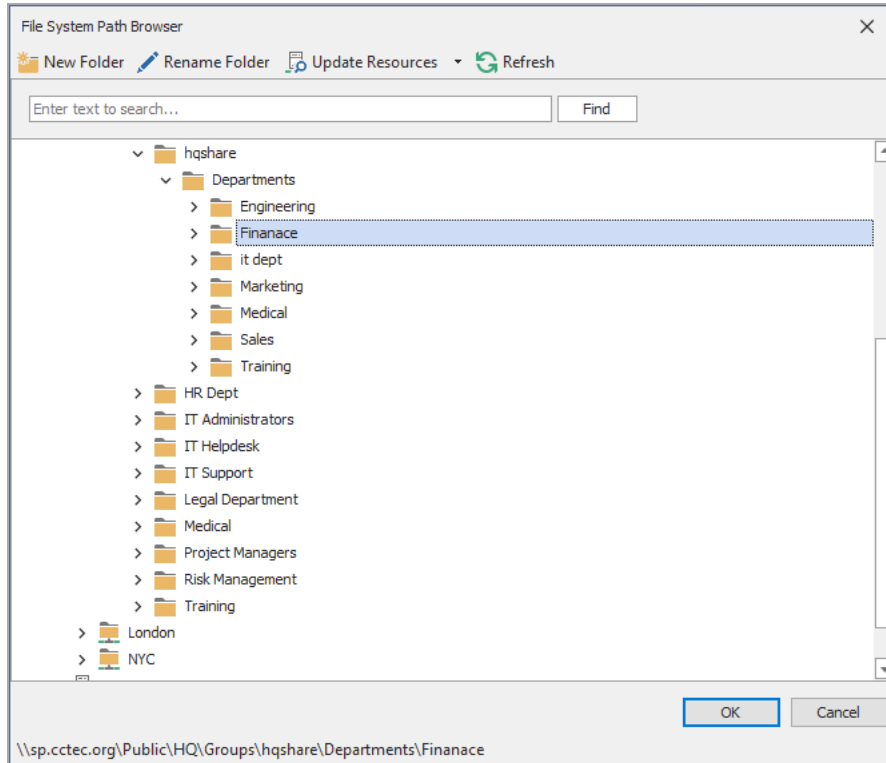 File System Path Browser
New Folder Rename Folder Update Resources Refresh
Enter text to search... Find
hqshare
Departments
Engineering
Finanace
it dept
Marketing
Medical
Sales
Training
HR Dept
IT Administrators
IT Helpdesk
IT Support
Legal Department
Medical
Project Managers
Risk Management
Training
London
NYC
OK Cancel
\\sp.cctec.org\Public\HQ\Groups\hqshare\Departments\Finanace